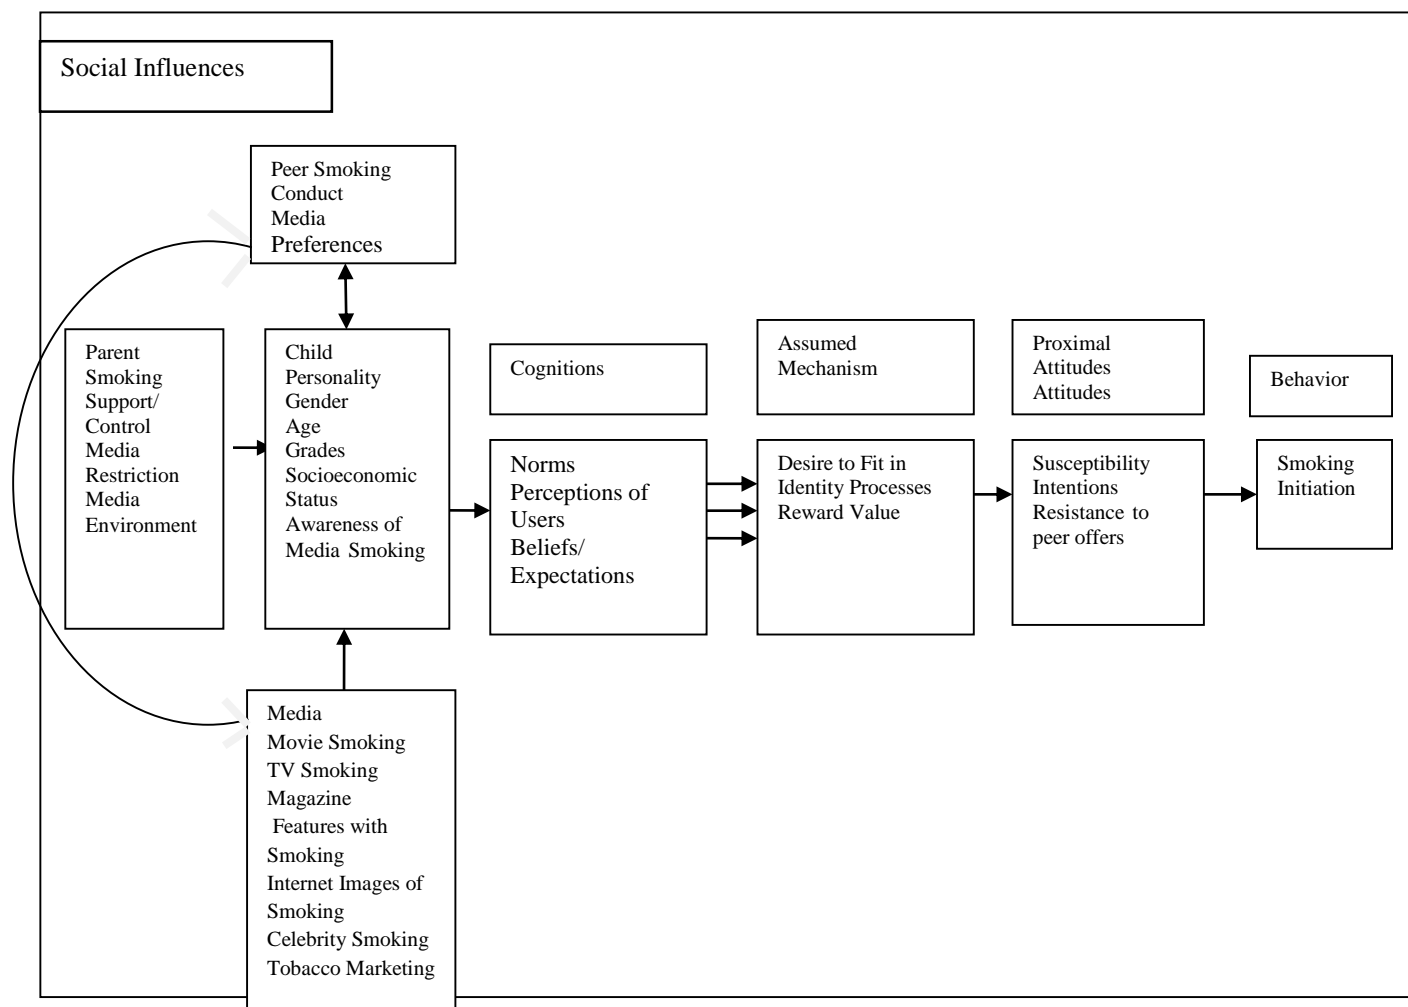 Social Influences
Peer Smoking
Conduct
Media
Preferences
Parent
Smoking
Support/
Control
Media
Restriction
Media
Environment
Child
Personality
Gender
Age
Grades
Socioeconomic
Status
Awareness of
Media Smoking
Cognitions
Norms
Perceptions of
Users
Beliefs/
Expectations
Assumed
Mechanism
Desire to Fit in
Identity Processes
Reward Value
Proximal
Attitudes
Attitudes
Susceptibility
Intentions
Resistance to
peer offers
Behavior
Smoking
Initiation
Media
Movie Smoking
TV Smoking
Magazine
Features with
Smoking
Internet Images of
Smoking
Celebrity Smoking
Tobacco Marketing